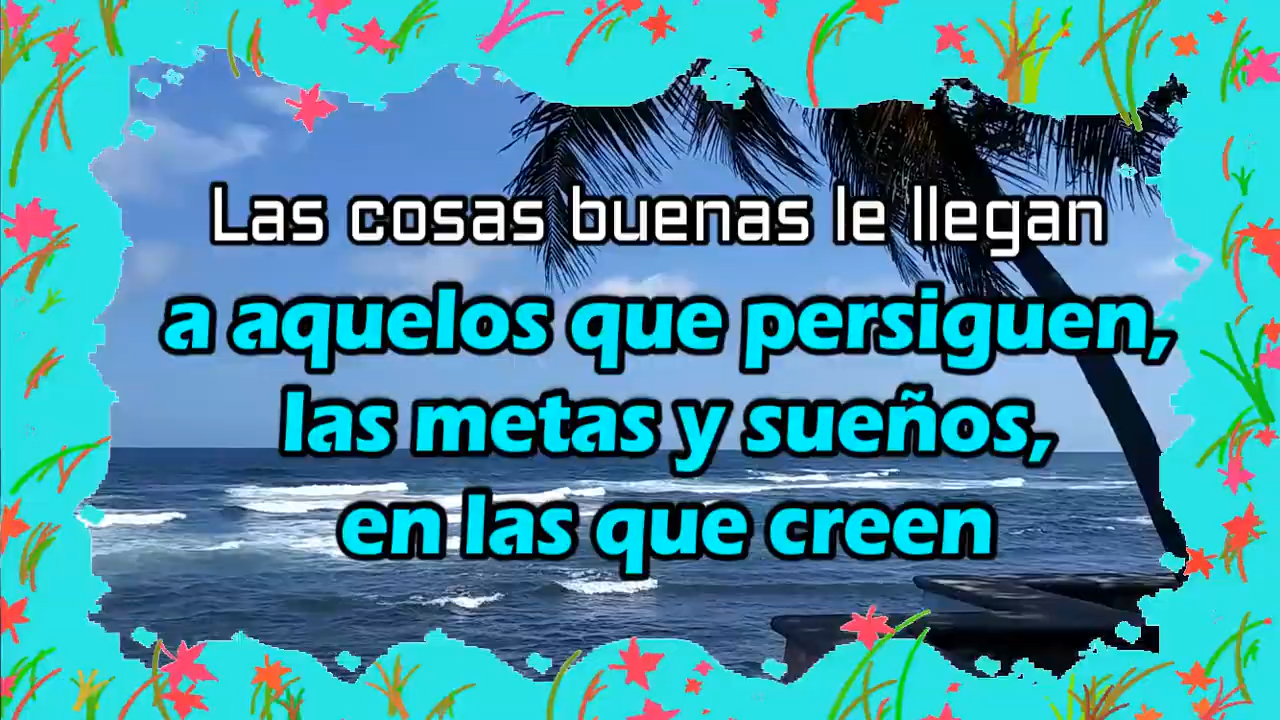 Las cosas buenas le llegan
a aquelos que persiguen,
las metas y sueños,
en las que creen